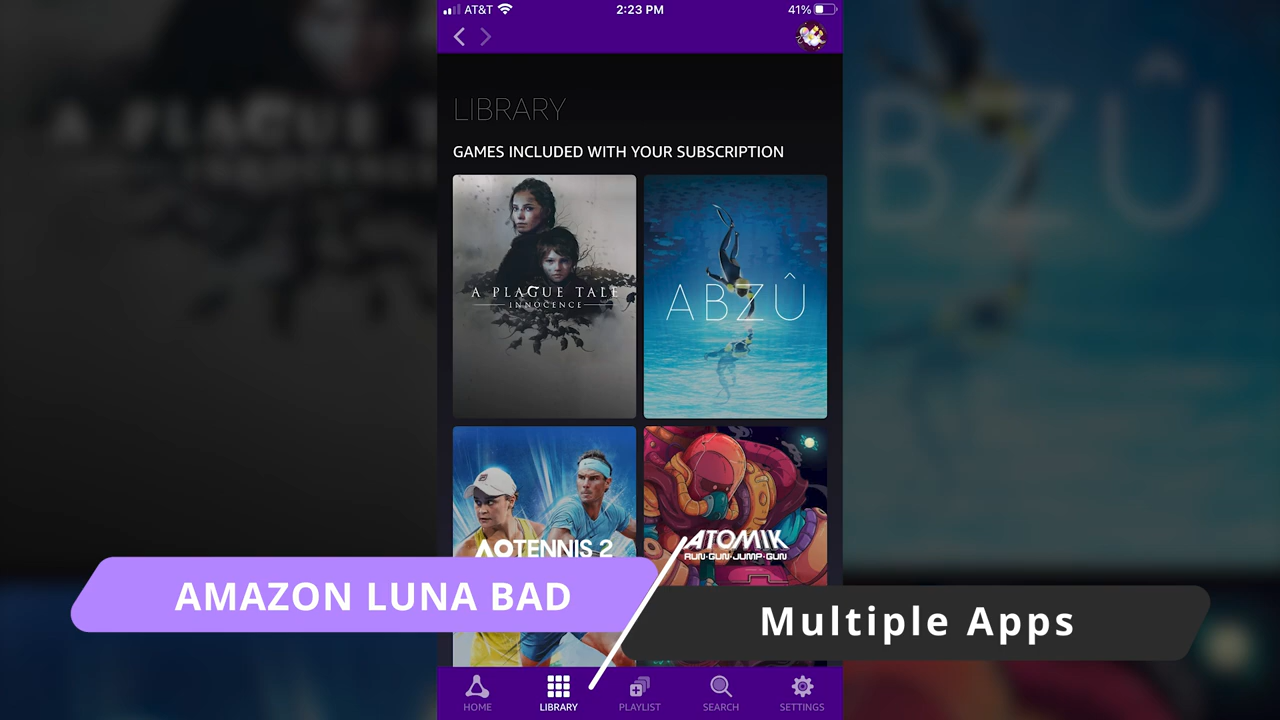 AT&T
2:23 PM
41%
LIBRARY
GAMES INCLUDED WITH YOUR SUBSCRIPTION
A PLAGUE TALE
INNOCENCE
ABZÛ
AOTENNIS 2
ATOMIK
RUN·GUN·JUMP·GUN
AMAZON LUNA BAD
Multiple Apps
HOME
LIBRARY
PLAYLIST
SEARCH
SETTINGS